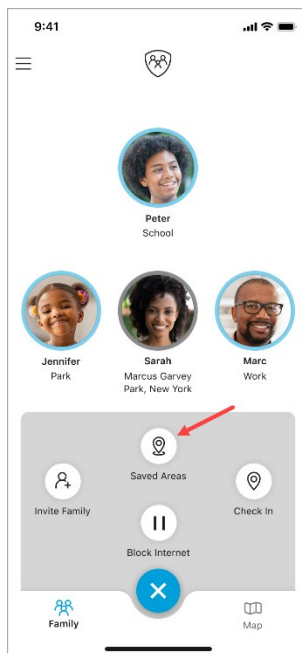 9:41
Peter
School
Jennifer
Park
Sarah
Marcus Garvey
Park, New York
Marc
Work
Saved Areas
Invite Family
Check In
Block Internet
Family
Map